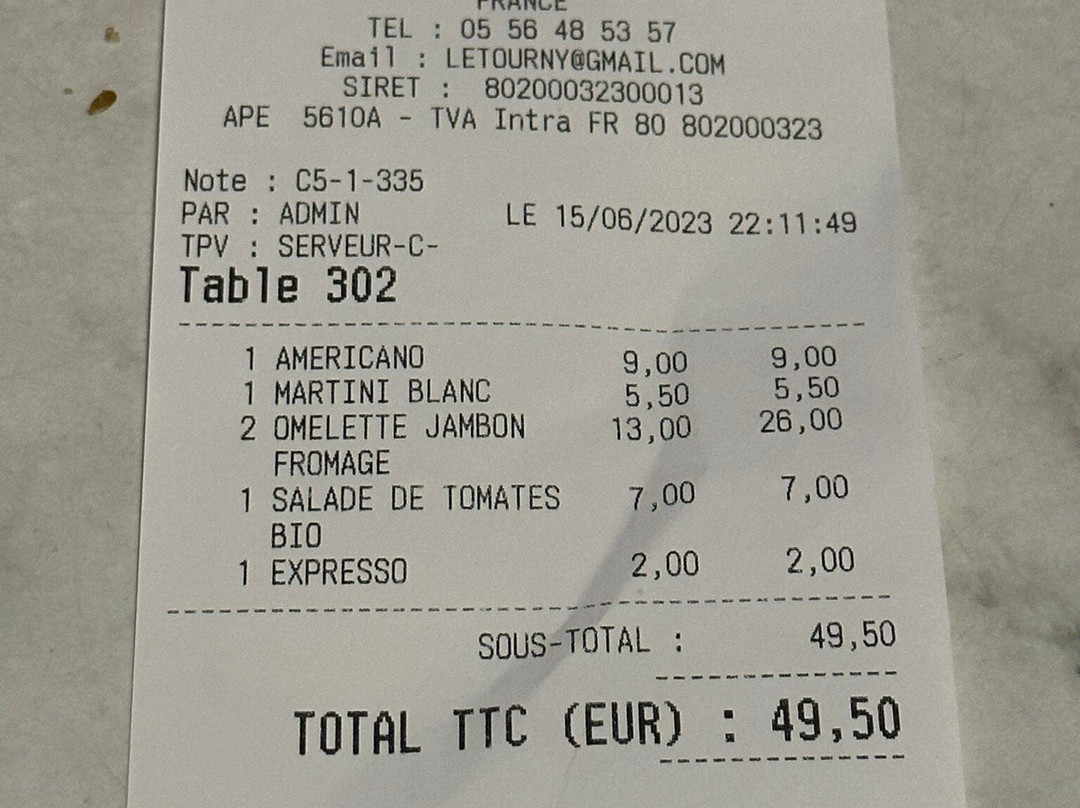 FRANCE
TEL : 05 56 48 53 57
Email : LETOURNY@GMAIL.COM
SIRET : 80200032300013
APE 5610A - TVA Intra FR 80 802000323
Note : C5-1-335
PAR : ADMIN LE 15/06/2023 22:11:49
TPV : SERVEUR-C-
Table 302
1 AMERICANO 9,00 9,00
1 MARTINI BLANC 5,50 5,50
2 OMELETTE JAMBON 13,00 26,00
FROMAGE
1 SALADE DE TOMATES 7,00 7,00
BIO
1 EXPRESSO 2,00 2,00
SOUS-TOTAL : 49,50
TOTAL TTC (EUR) : 49,50